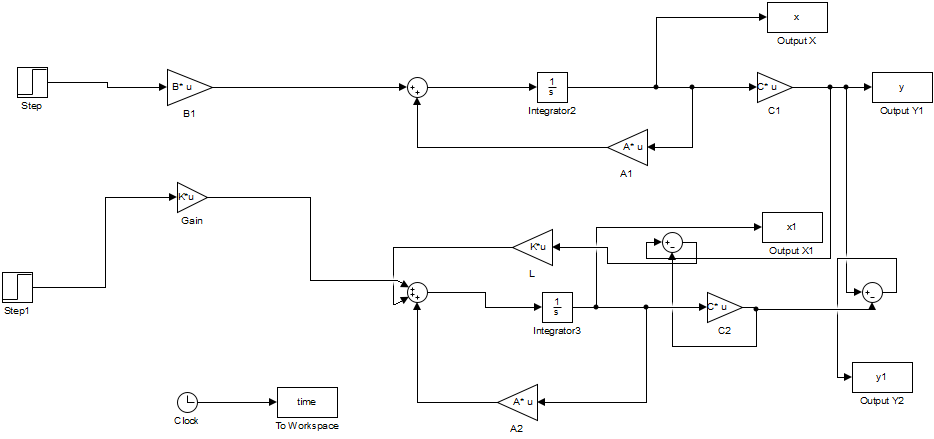 x
Output X
Step
B* u
B1
+
+
1
s
Integrator2
C* u
C1
y
Output Y1
A* u
A1
K*u
Gain
x1
Output X1
K*u
L
+
−
Step1
+
+
+
1
s
Integrator3
C* u
C2
+
−
y1
Output Y2
Clock
time
To Workspace
A* u
A2